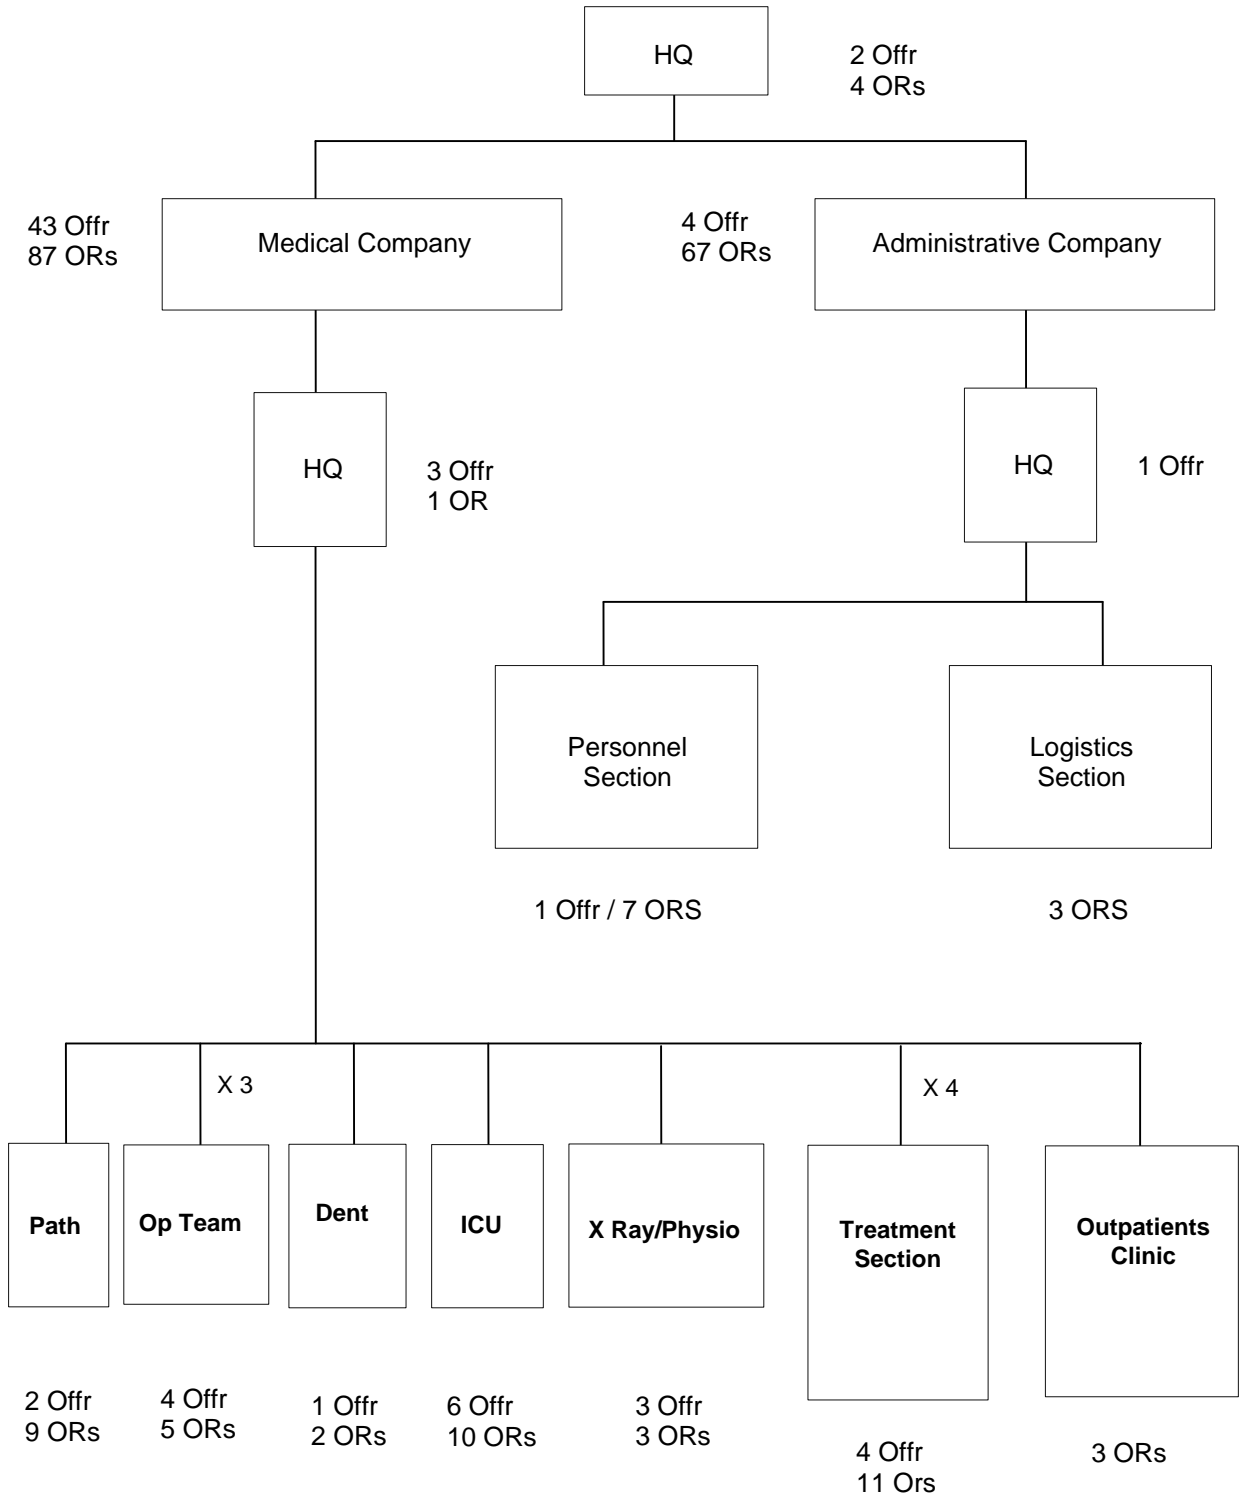 HQ
2 Offr
4 ORs
43 Offr
87 ORs
Medical Company
4 Offr
67 ORs
Administrative Company
HQ
3 Offr
1 OR
HQ
1 Offr
Personnel
Section
Logistics
Section
1 Offr / 7 ORS
3 ORS
X 3
X 4
Path
Op Team
Dent
ICU
X Ray/Physio
Treatment
Section
Outpatients
Clinic
2 Offr
9 ORs
4 Offr
5 ORs
1 Offr
2 ORs
6 Offr
10 ORs
3 Offr
3 ORs
4 Offr
11 Ors
3 ORs